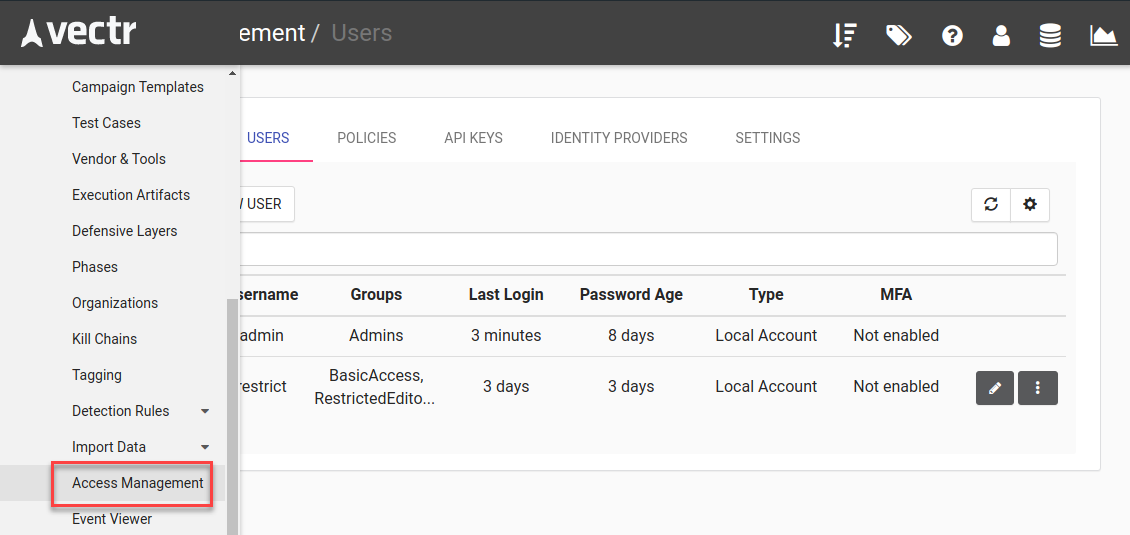 vectr
ement / Users
Campaign Templates
Test Cases
Vendor & Tools
Execution Artifacts
Defensive Layers
Phases
Organizations
Kill Chains
Tagging
Detection Rules
Import Data
Access Management
Event Viewer
USERS POLICIES API KEYS IDENTITY PROVIDERS SETTINGS
W USER
sername Groups Last Login Password Age Type MFA
admin Admins 3 minutes 8 days Local Account Not enabled
restrict BasicAccess, RestrictedEdito... 3 days 3 days Local Account Not enabled